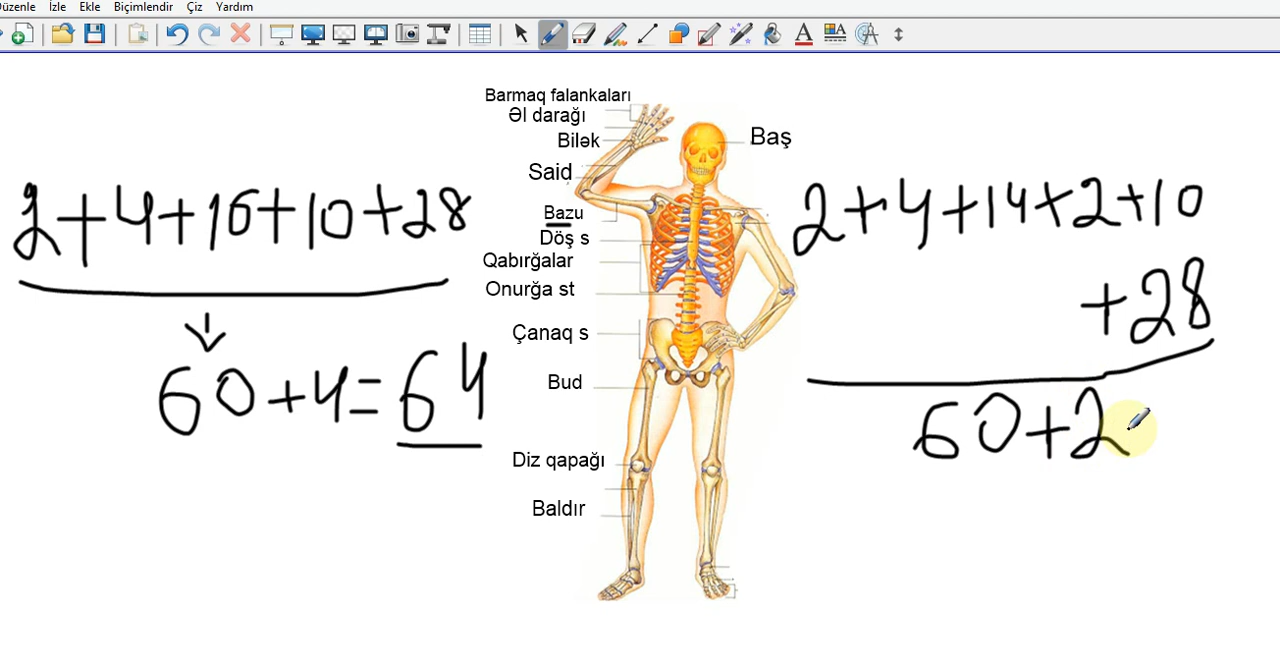 Düzenle İzle Ekle Biçimlendir Çiz Yardım
Barmaq falankaları
Əl darağı
Bilək
Baş
Said
Bazu
Döş s
Qabırğalar
Onurğa st
Çanaq s
Bud
Diz qapağı
Baldır
2+4+16+10+28
60+4=64
2+4+14+2+10
+28
60+2